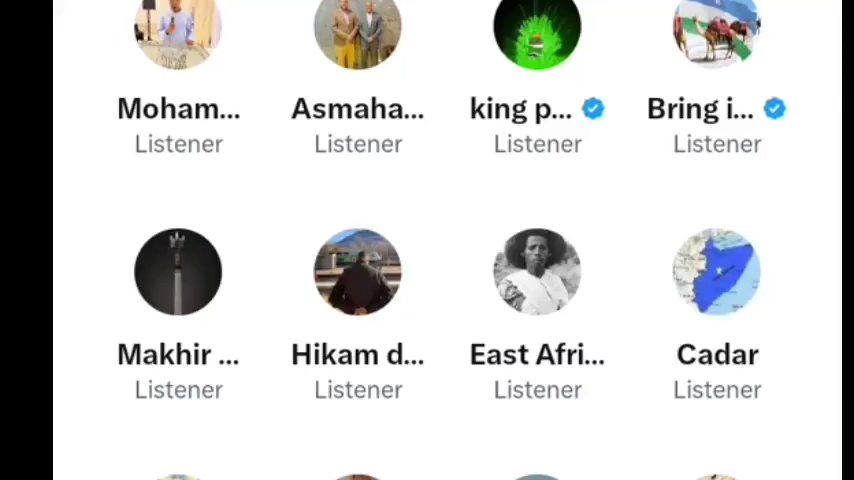 Moham... Asmaha... king p... Bring i...
Listener Listener Listener Listener
Makhir ... Hikam d... East Afri... Cadar
Listener Listener Listener Listener